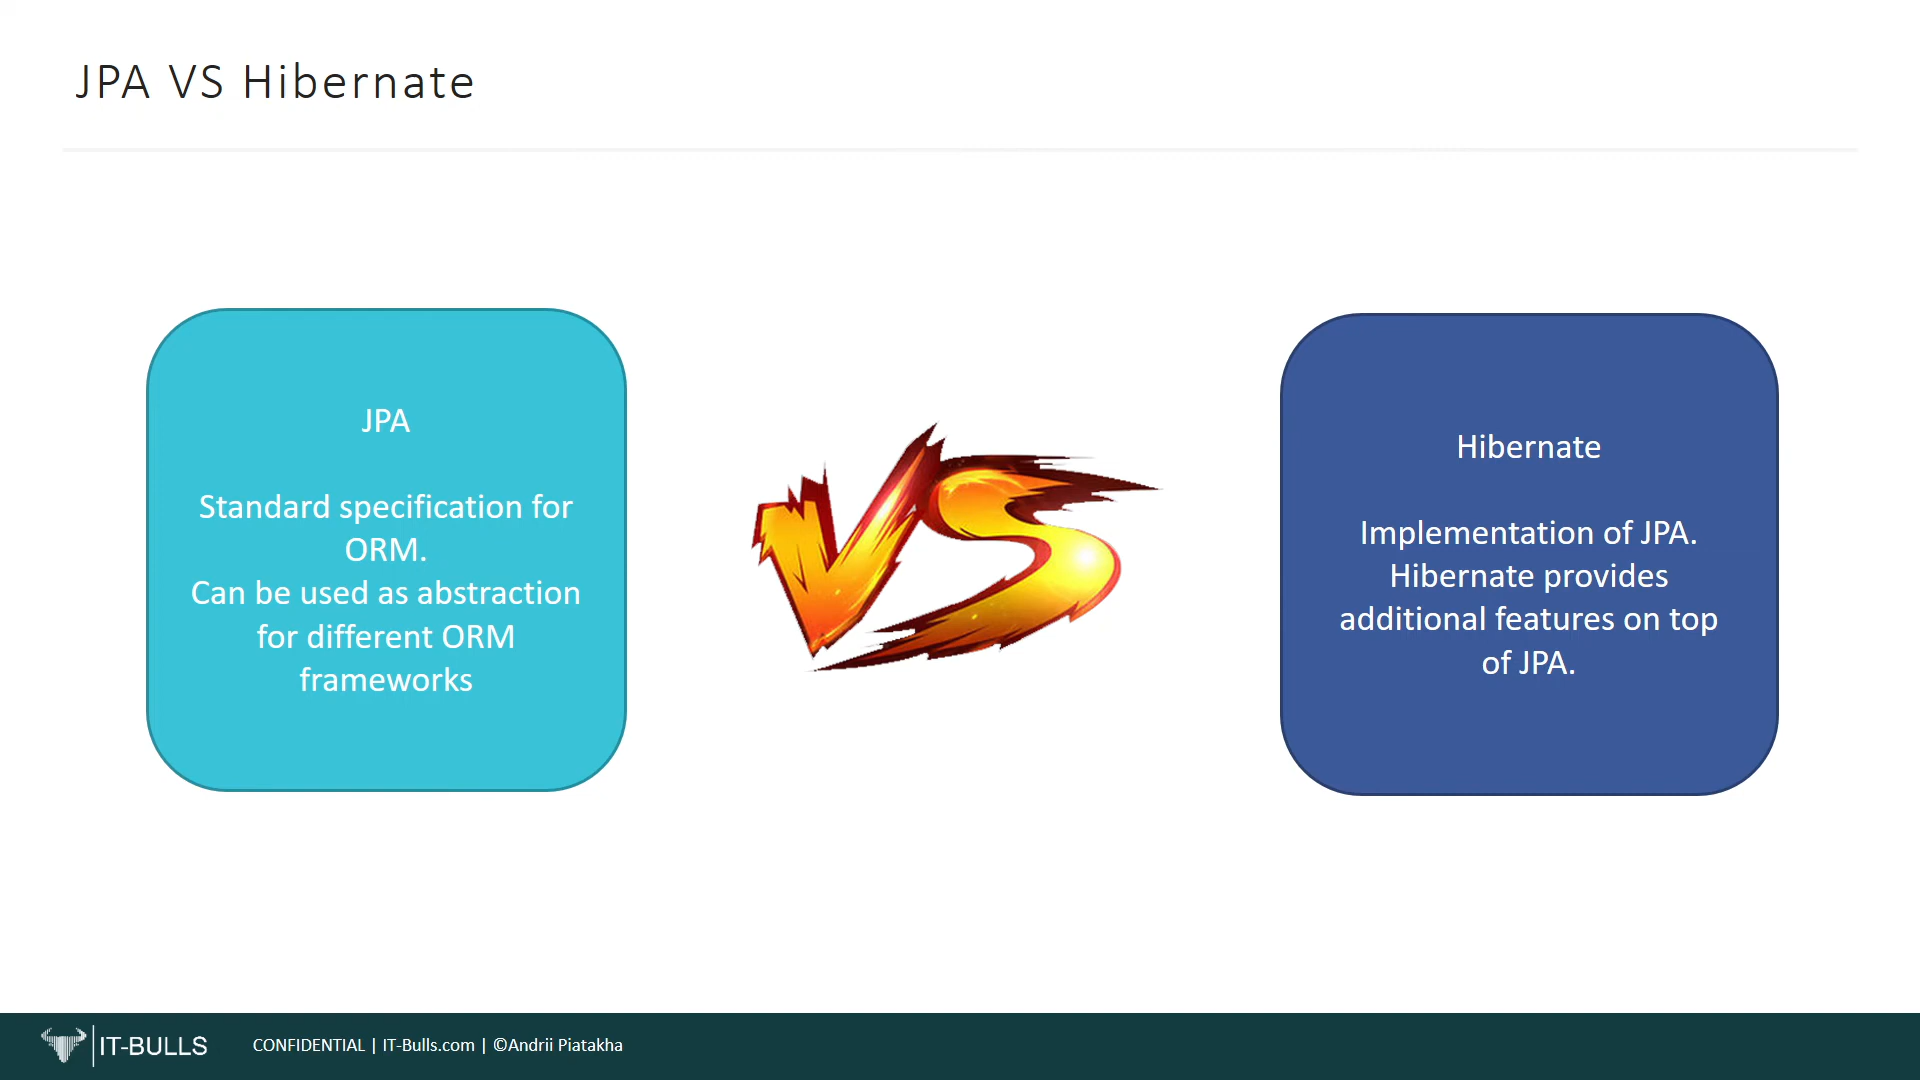 JPA VS Hibernate
JPA
Standard specification for
ORM.
Can be used as abstraction
for different ORM
frameworks
VS
Hibernate
Implementation of JPA.
Hibernate provides
additional features on top
of JPA.
IT-BULLS
CONFIDENTIAL | IT-Bulls.com | ©Andrii Piatakha